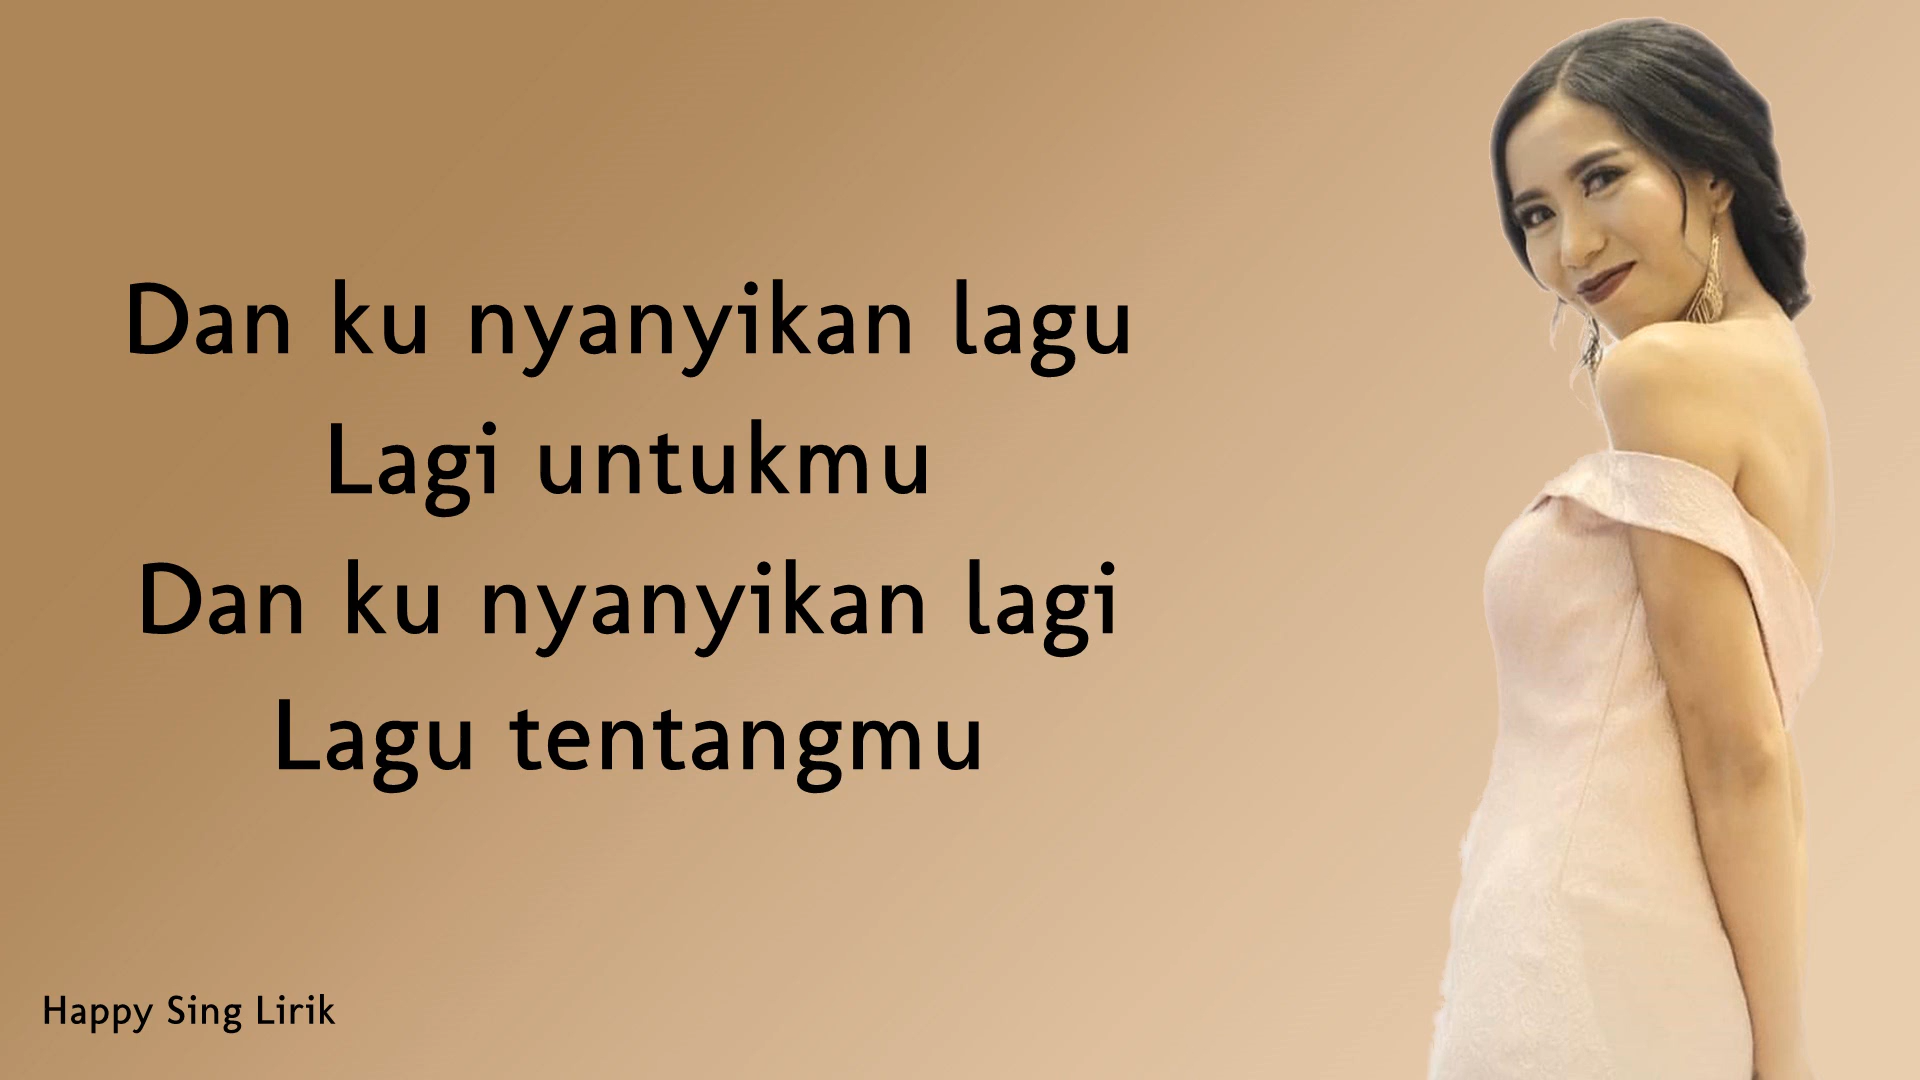 Dan ku nyanyikan lagu
Lagi untukmu
Dan ku nyanyikan lagi
Lagu tentangmu
Happy Sing Lirik